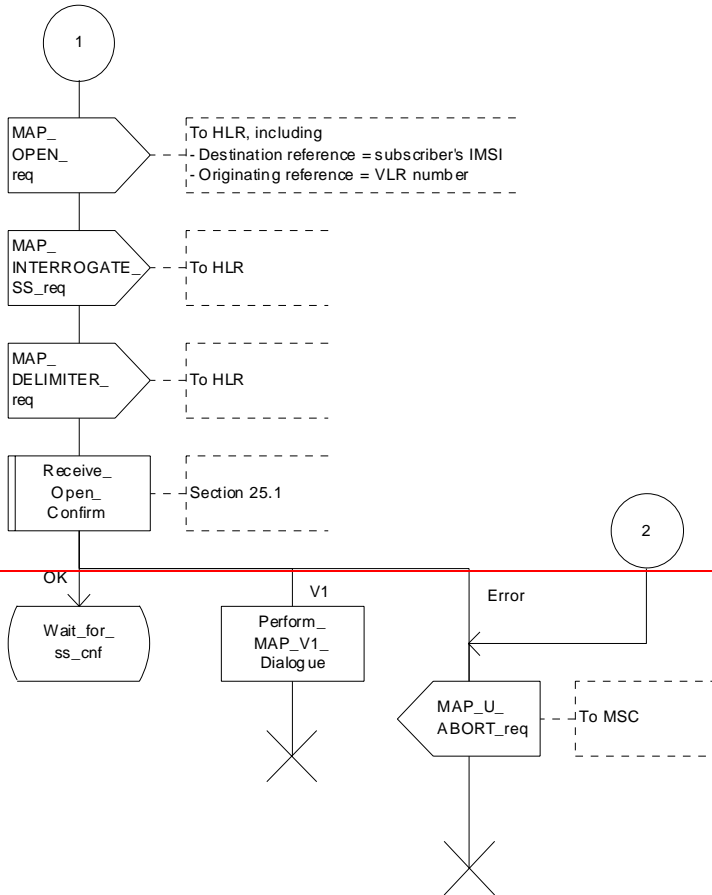 1
MAP_
OPEN_
req
To HLR, including
- Destination reference = subscriber's IMSI
- Originating reference = VLR number
MAP_
INTERROGATE_
SS_req
To HLR
MAP_
DELIMITER_
req
To HLR
Receive_
Open_
Confirm
Section 25.1
2
OK
V1
Error
Wait_for_
ss_cnf
Perform_
MAP_V1_
Dialogue
MAP_U_
ABORT_req
To MSC